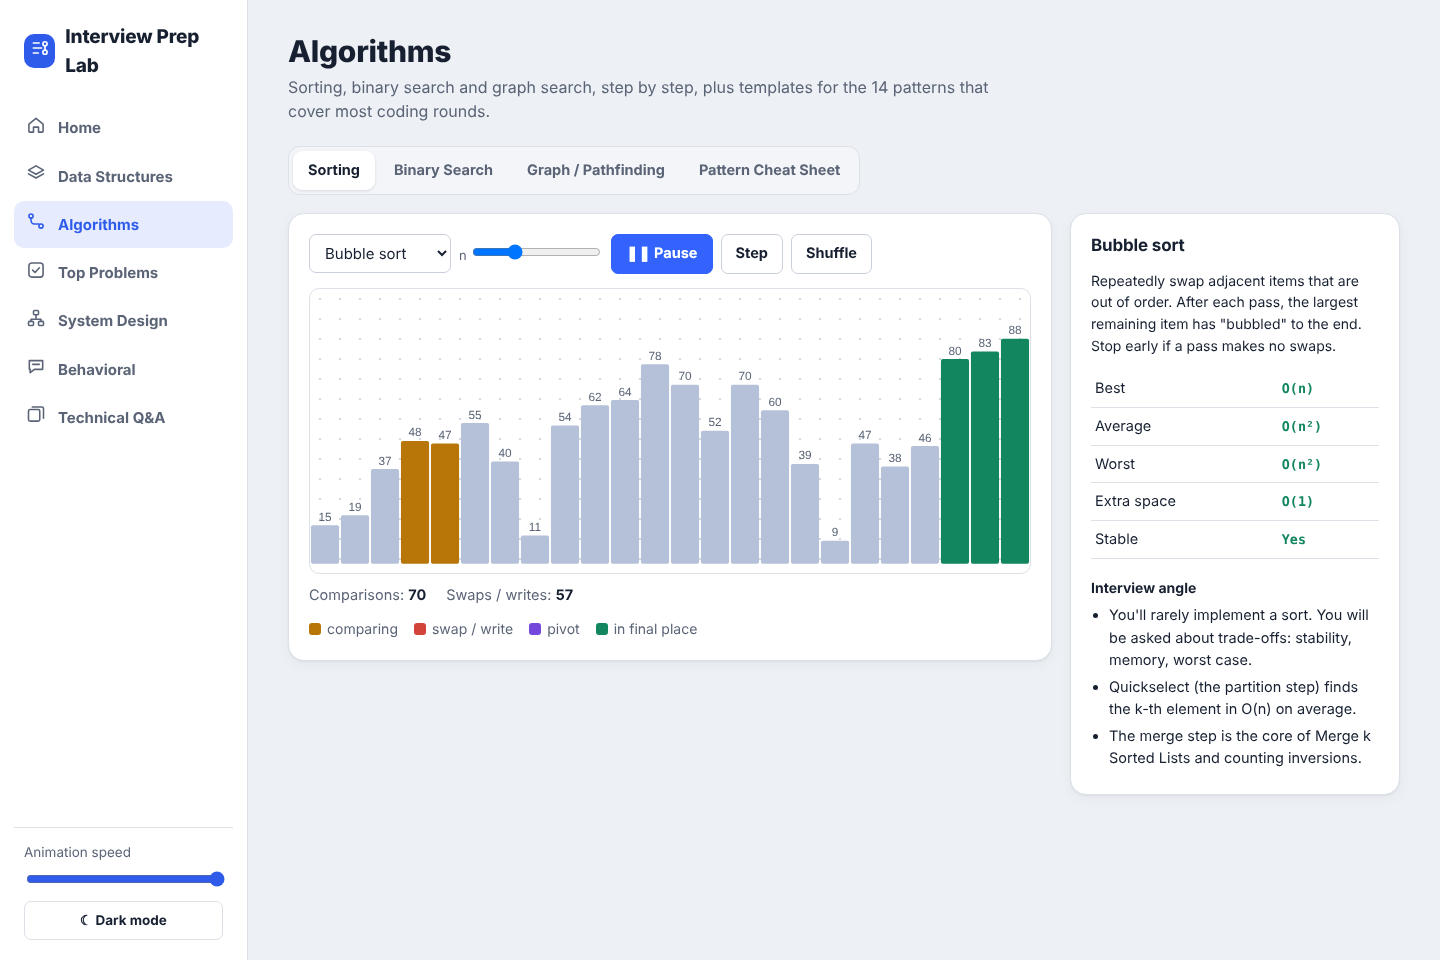 Interview Prep
Lab
Home
Data Structures
Algorithms
Top Problems
System Design
Behavioral
Technical Q&A
Animation speed
☾ Dark mode
Algorithms
Sorting, binary search and graph search, step by step, plus templates for the 14 patterns that
cover most coding rounds.
Sorting Binary Search Graph / Pathfinding Pattern Cheat Sheet
Bubble sort n ❚❚ Pause Step Shuffle
15 19 37 48 47 55 40 11 54 62 64 78 70 52 70 60 39 9 47 38 46 80 83 88
Comparisons: 70 Swaps / writes: 57
comparing swap / write pivot in final place
Bubble sort
Repeatedly swap adjacent items that are
out of order. After each pass, the largest
remaining item has "bubbled" to the end.
Stop early if a pass makes no swaps.
Best O(n)
Average O(n²)
Worst O(n²)
Extra space O(1)
Stable Yes
Interview angle
• You'll rarely implement a sort. You will
be asked about trade-offs: stability,
memory, worst case.
• Quickselect (the partition step) finds
the k-th element in O(n) on average.
• The merge step is the core of Merge k
Sorted Lists and counting inversions.